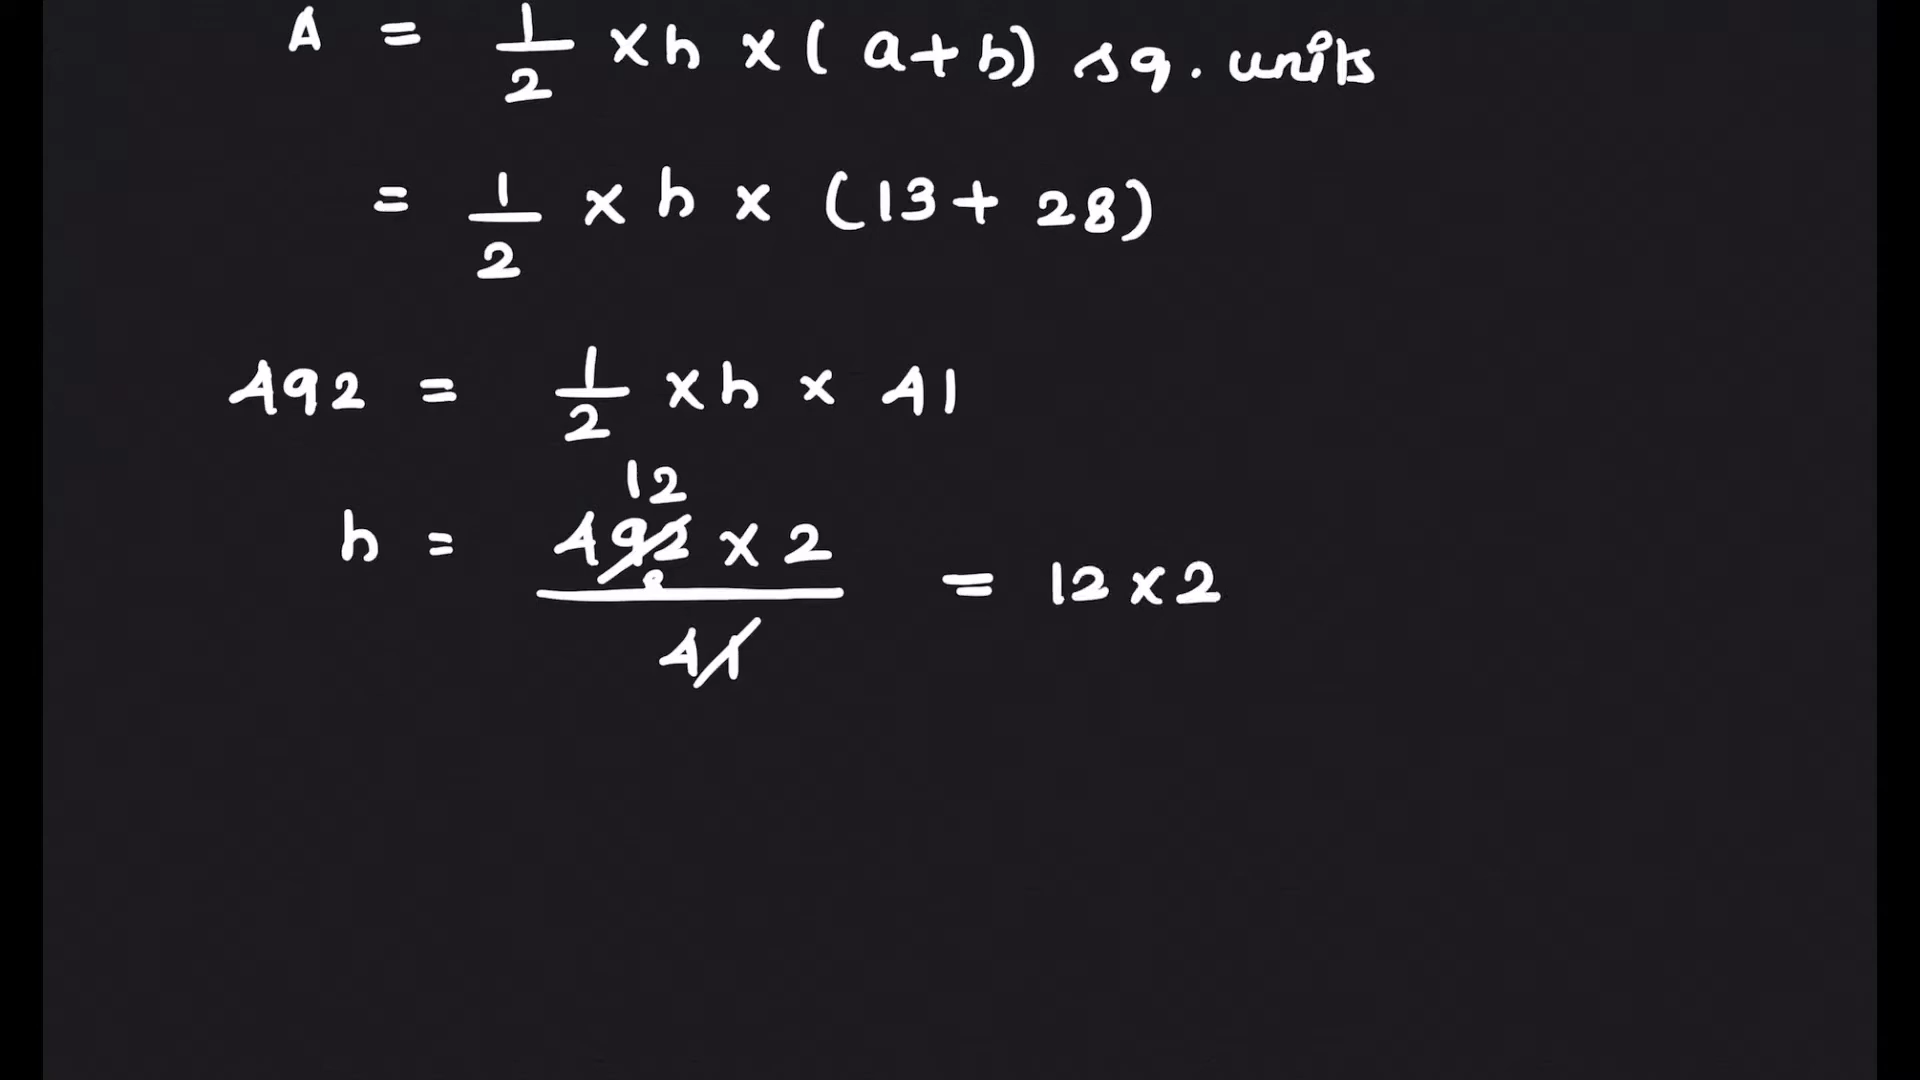 A = 1/2 x h x ( a + b ) sq. units
= 1/2 x h x ( 13 + 28 )
492 = 1/2 x h x 41
12
h = 492 x 2 / 41 = 12 x 2